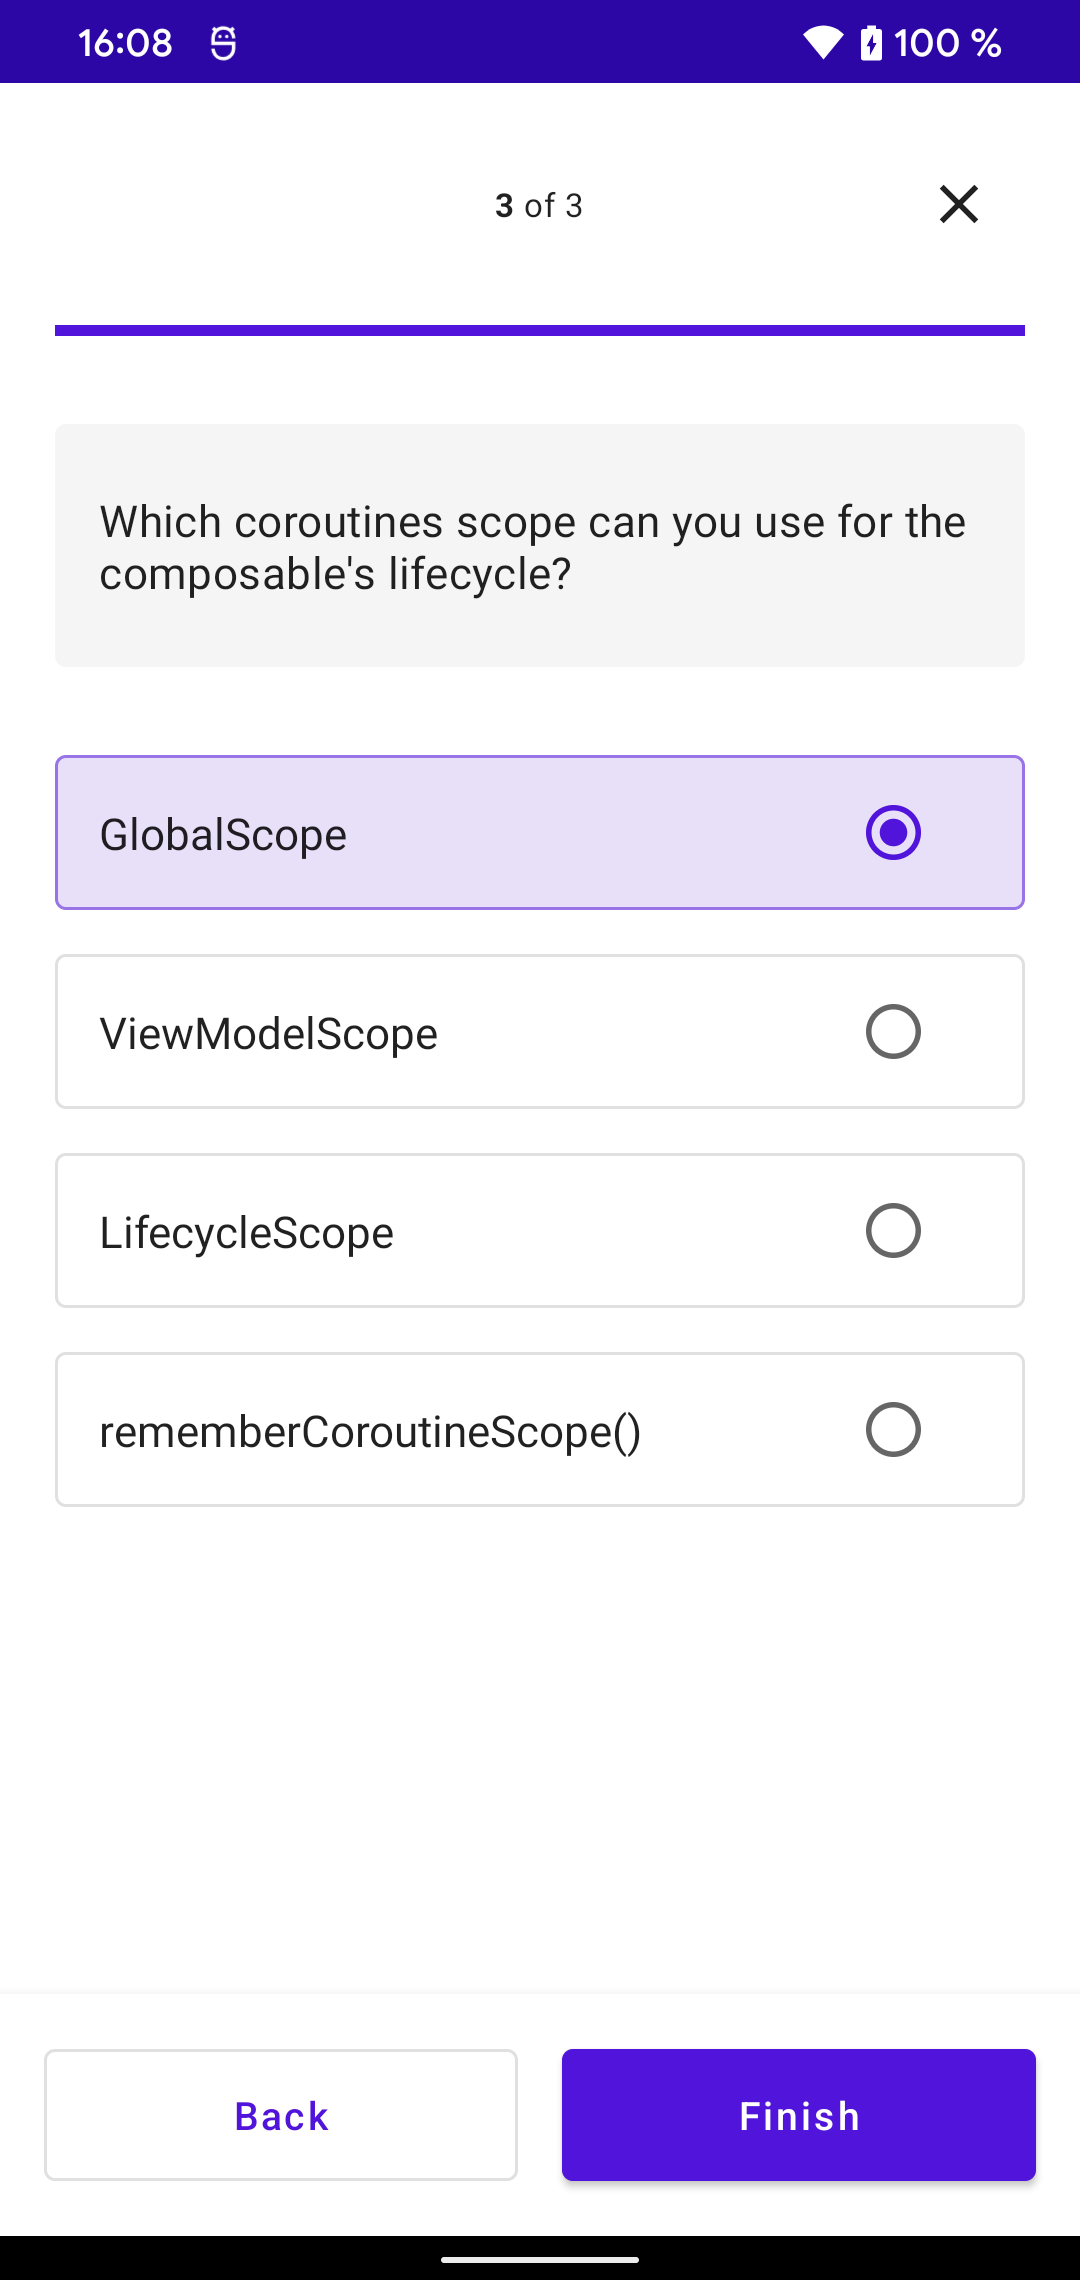 16:08
100 %
3 of 3
Which coroutines scope can you use for the
composable's lifecycle?
GlobalScope
ViewModelScope
LifecycleScope
rememberCoroutineScope()
Back
Finish